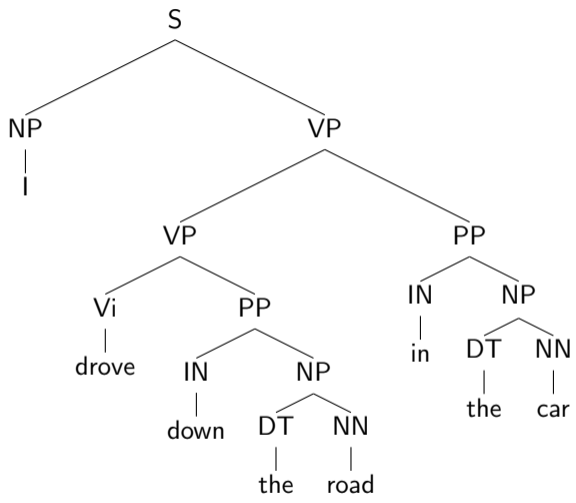 S
NP VP
I
VP PP
Vi PP IN NP
drove IN NP in DT NN
down DT NN the car
the road